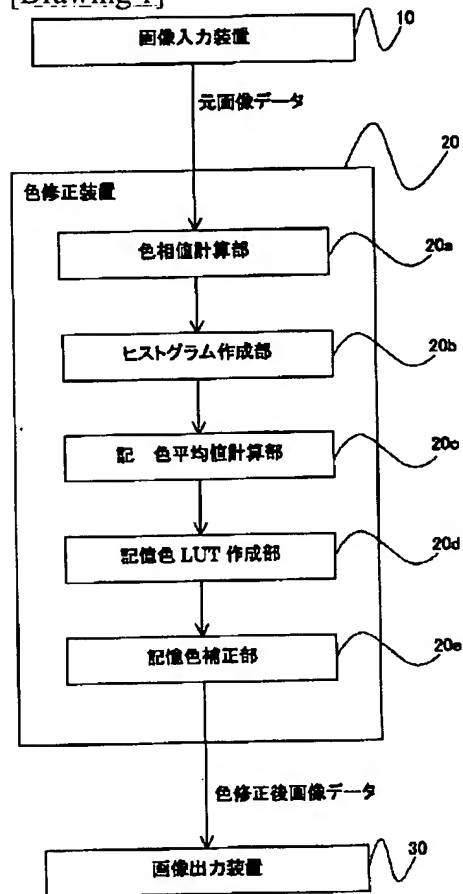 [Drawing 1]
画像入力装置 10
元画像データ
20
色修正装置
色相値計算部 20a
ヒストグラム作成部 20b
記　色平均値計算部 20c
記憶色 LUT 作成部 20d
記憶色補正部 20e
色修正後画像データ
画像出力装置 30